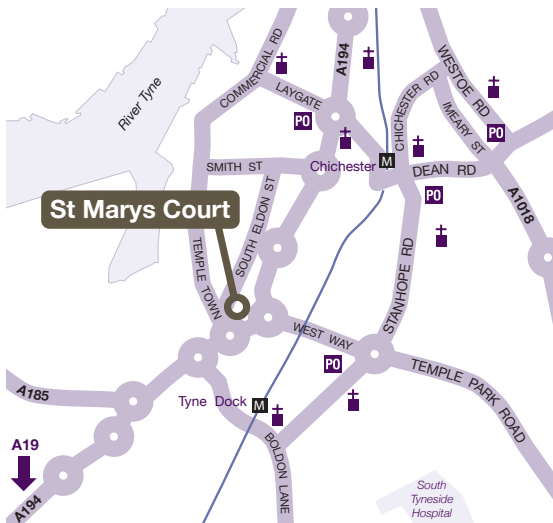 COMMERCIAL RD
A194
WESTOE RD
River Tyne
LAYGATE
CHICHESTER RD
IMEARY ST
PO
PO
Chichester
M
SMITH ST
DEAN RD
PO
St Marys Court
SOUTH ELDON ST
A1018
TEMPLE TOWN
STANHOPE RD
WEST WAY
PO
TEMPLE PARK ROAD
A185
Tyne Dock
M
BOLDON LANE
A19
A194
South
Tyneside
Hospital